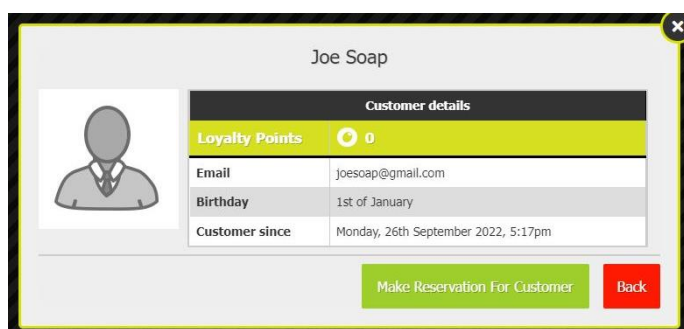 Joe Soap
Customer details
Loyalty Points 0
Email joesoap@gmail.com
Birthday 1st of January
Customer since Monday, 26th September 2022, 5:17pm
Make Reservation For Customer Back